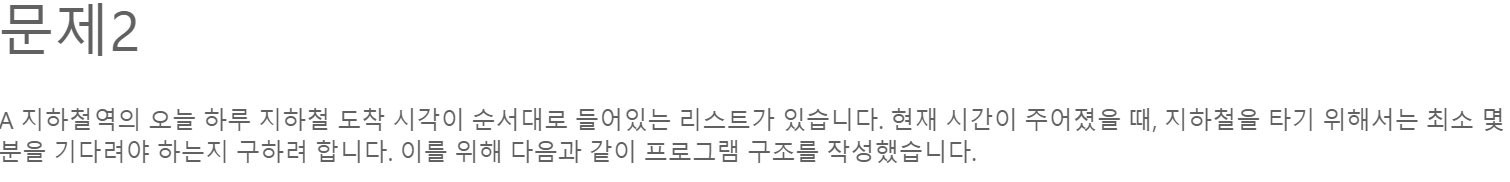 문제2
A 지하철역의 오늘 하루 지하철 도착 시각이 순서대로 들어있는 리스트가 있습니다. 현재 시간이 주어졌을 때, 지하철을 타기 위해서는 최소 몇
분을 기다려야 하는지 구하려 합니다. 이를 위해 다음과 같이 프로그램 구조를 작성했습니다.